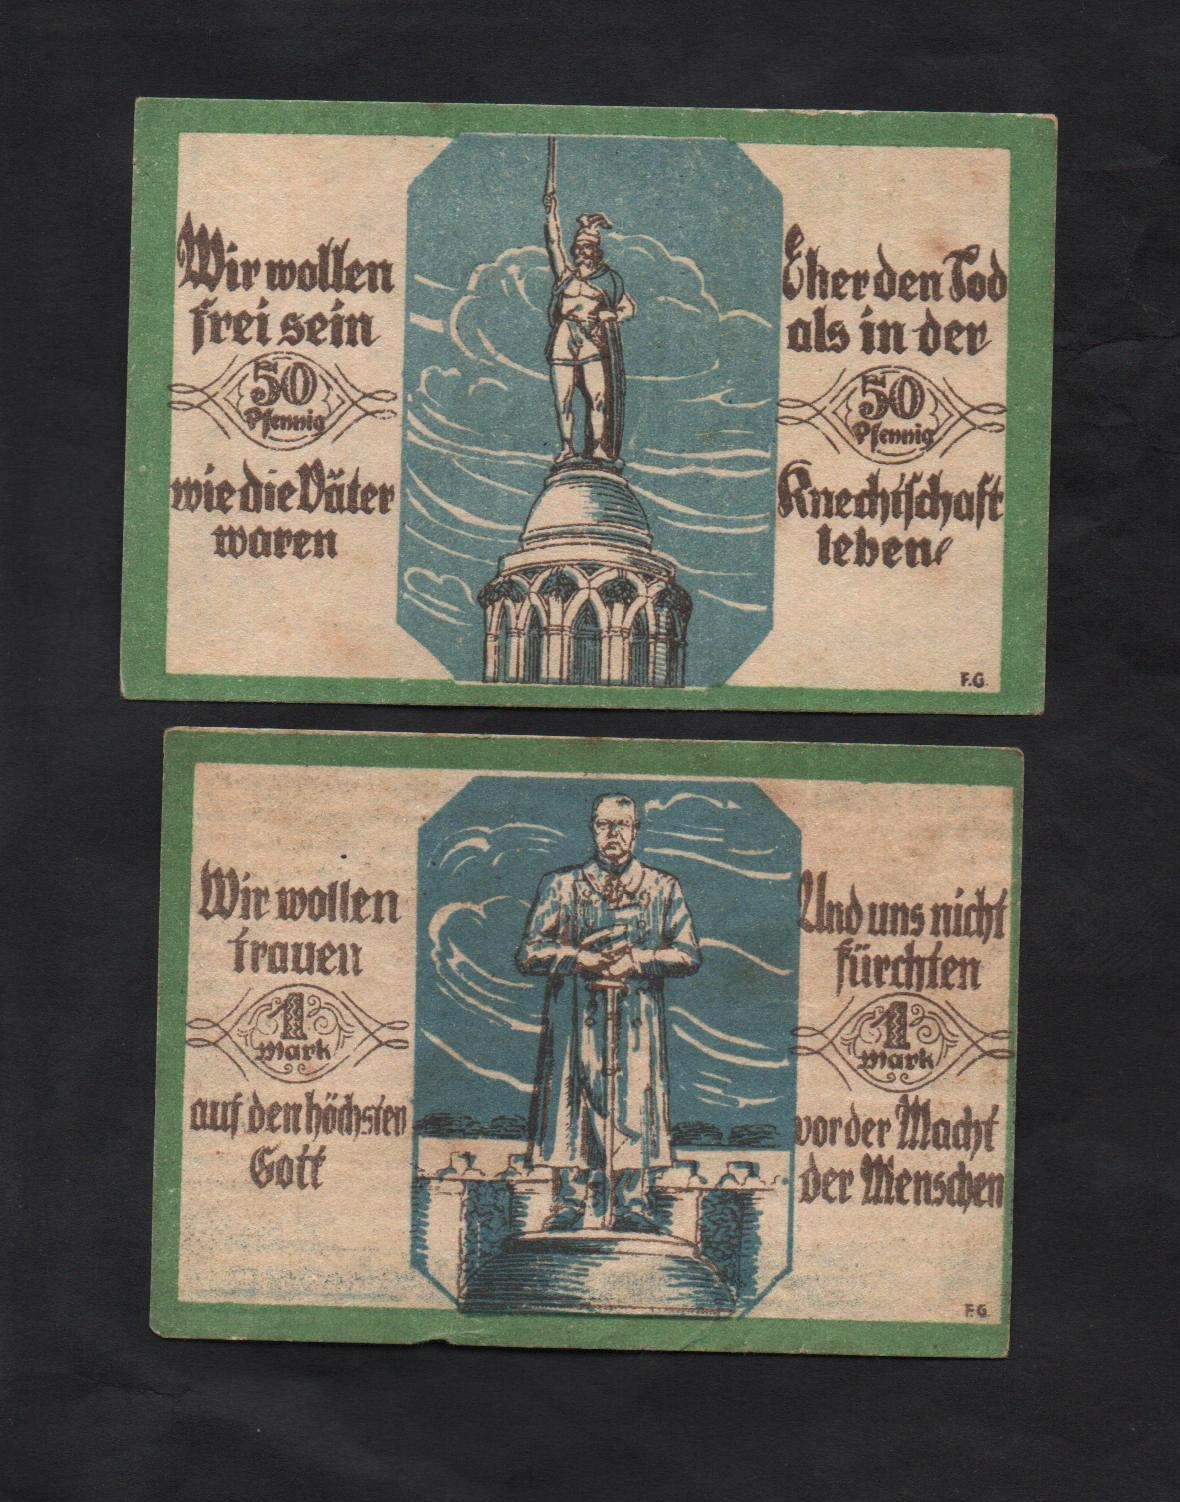 Wir wollen
frei sein
50
Pfennig
wie die Väter
waren
Eher den Tod
als in der
50
Pfennig
Knechtschaft
leben
F.G.
Wir wollen
trauen
1
Mark
auf den höchsten
Gott
Und uns nicht
fürchten
1
Mark
vor der Macht
der Menschen
F.G.